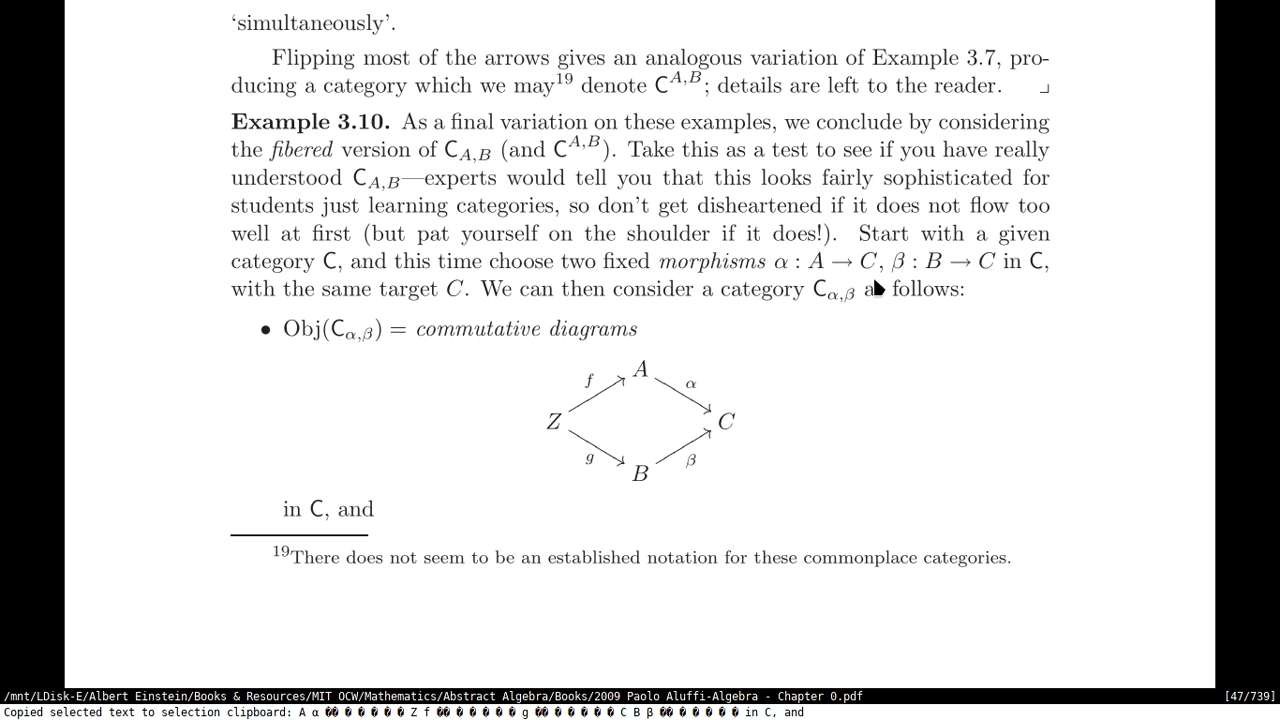 ‘simultaneously’.
Flipping most of the arrows gives an analogous variation of Example 3.7, pro-
ducing a category which we may¹⁹ denote C^{A,B}; details are left to the reader. ⌟
Example 3.10. As a final variation on these examples, we conclude by considering
the fibered version of C_{A,B} (and C^{A,B}). Take this as a test to see if you have really
understood C_{A,B}—experts would tell you that this looks fairly sophisticated for
students just learning categories, so don’t get disheartened if it does not flow too
well at first (but pat yourself on the shoulder if it does!). Start with a given
category C, and this time choose two fixed morphisms α : A → C, β : B → C in C,
with the same target C. We can then consider a category C_{α,β} as follows:
• Obj(C_{α,β}) = commutative diagrams
A
f α
Z C
g β
B
in C, and
¹⁹There does not seem to be an established notation for these commonplace categories.
/mnt/LDisk-E/Albert Einstein/Books & Resources/MIT OCW/Mathematics/Abstract Algebra/Books/2009 Paolo Aluffi-Algebra - Chapter 0.pdf [47/739]
Copied selected text to selection clipboard: A α �� � � � � � Z f �� � � � � � g �� � � � � � C B β �� � � � � � in C, and